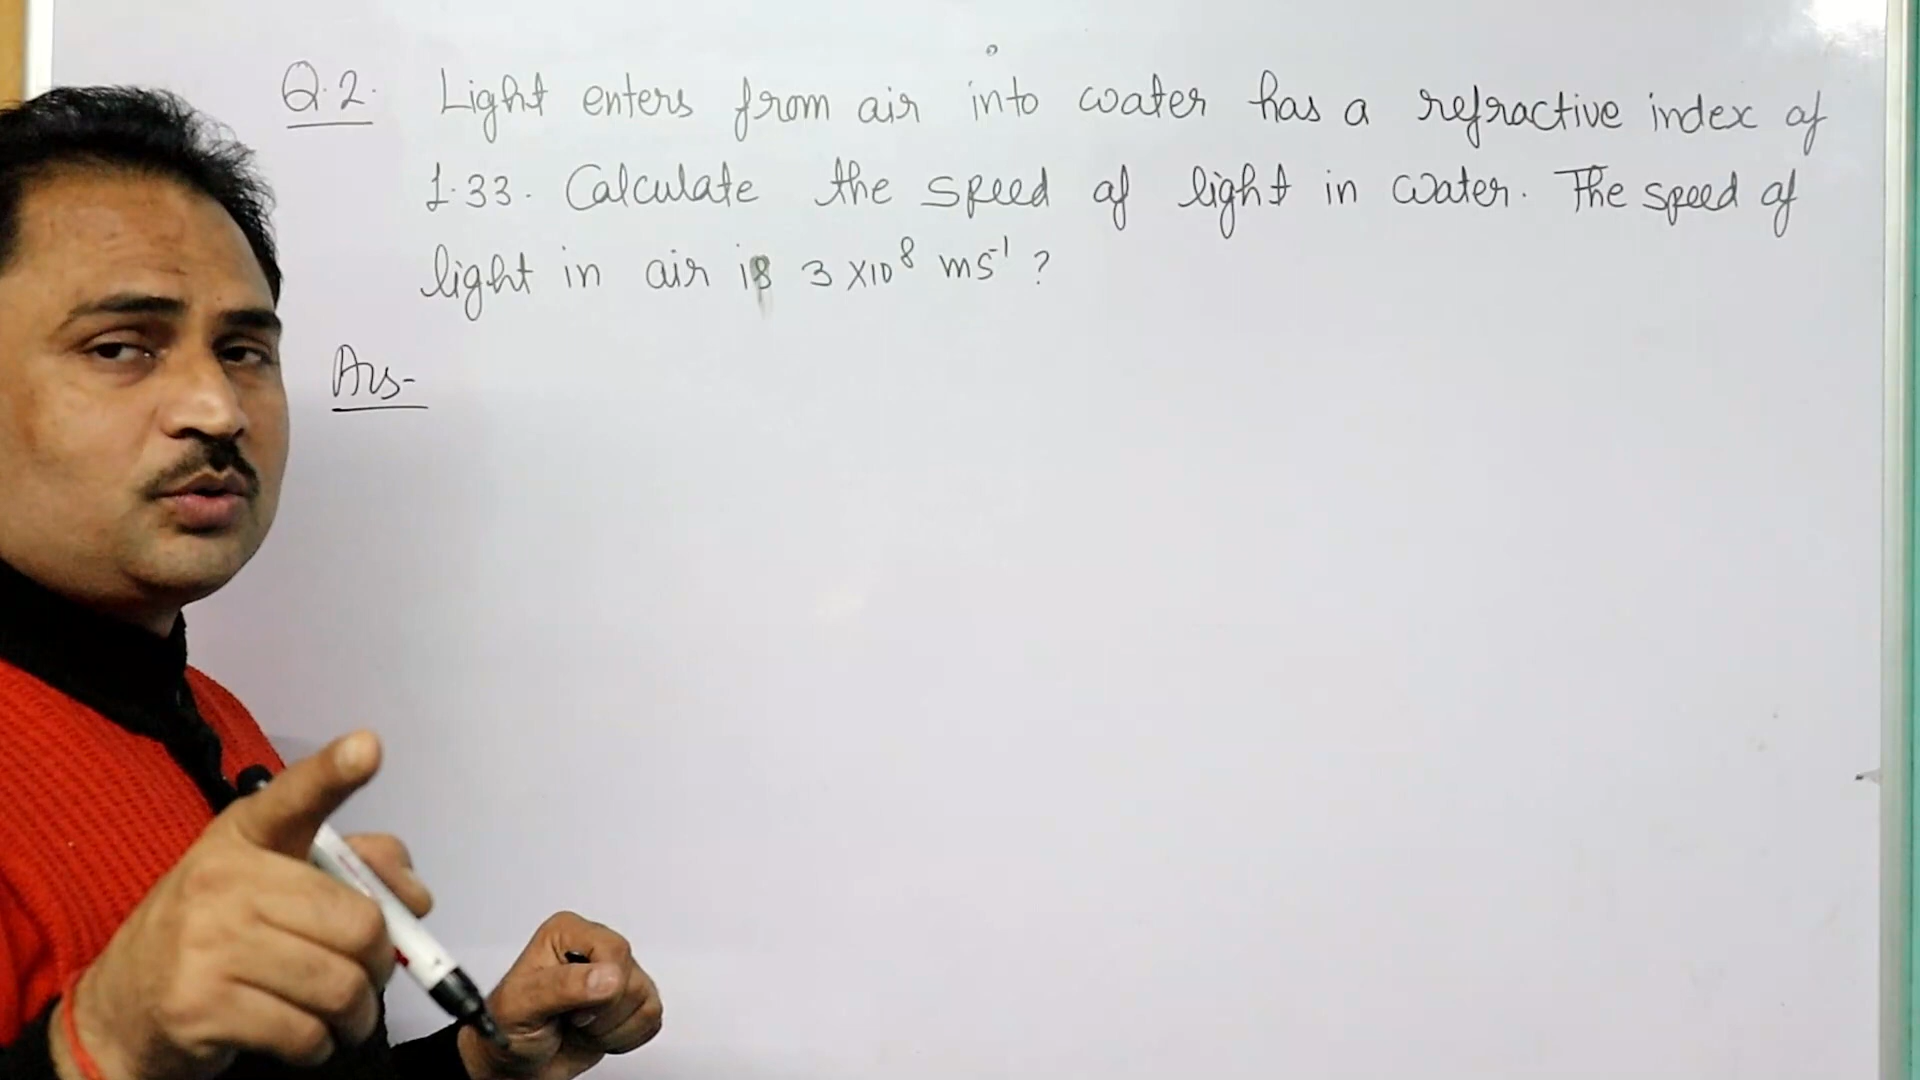 Q.2. Light enters from air into water has a refractive index of
1.33. Calculate the speed of light in water. The speed of
light in air is 3 ×10⁸ ms⁻¹ ?
Ans-